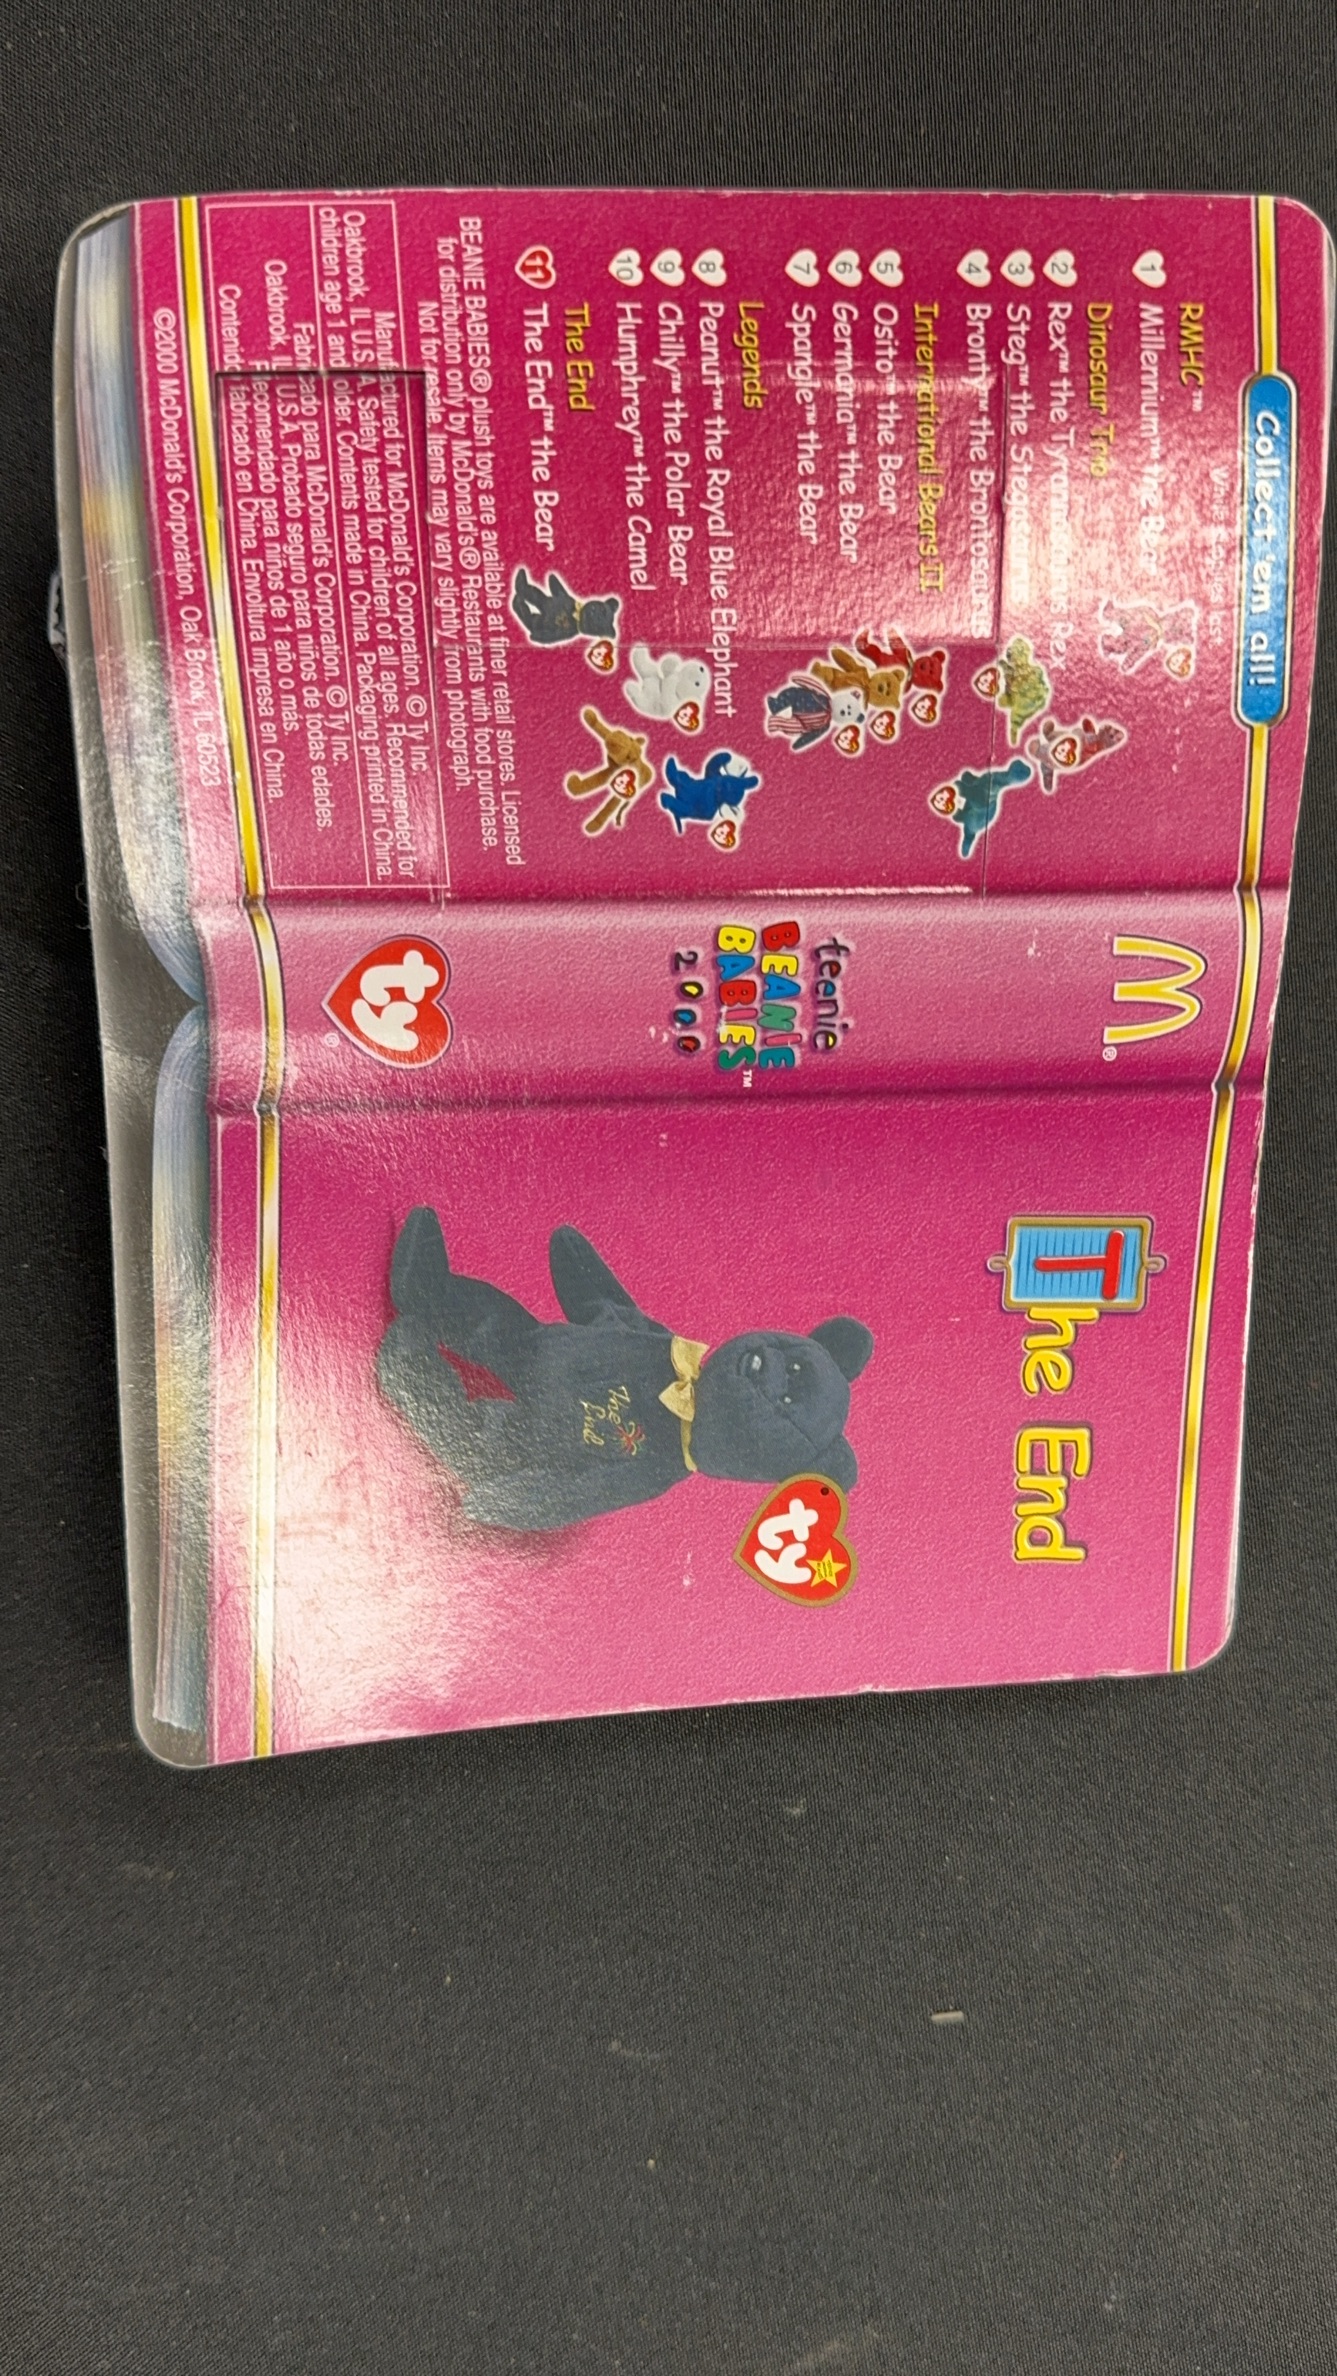 Collect 'em all!
While supplies last
RMHC™
1 Millennium™ the Bear
Dinosaur Trio
2 Rex™ the Tyrannosaurus Rex
3 Steg™ the Stegosaurus
4 Bronty™ the Brontosaurus
International Bears II
5 Osito™ the Bear
6 Germania™ the Bear
7 Spangle™ the Bear
Legends
8 Peanut™ the Royal Blue Elephant
9 Chilly™ the Polar Bear
10 Humphrey™ the Camel
The End
11 The End™ the Bear
BEANIE BABIES® plush toys are available at finer retail stores. Licensed
for distribution only by McDonald's® Restaurants with food purchase.
Not for resale. Items may vary slightly from photograph.
Manufactured for McDonald's Corporation. © Ty Inc.
Oakbrook, IL U.S.A. Safety tested for children of all ages. Recommended for
children age 1 and older. Contents made in China. Packaging printed in China.
Fabricado para McDonald's Corporation. © Ty Inc.
Oakbrook, IL U.S.A. Probado seguro para niños de todas edades.
Recomendado para niños de 1 año o más.
Contenido fabricado en China. Envoltura impresa en China.
©2000 McDonald's Corporation, Oak Brook, IL 60523
M®
teenie
BEANIE
BABIES™
2000
ty®
The End
ty
The End